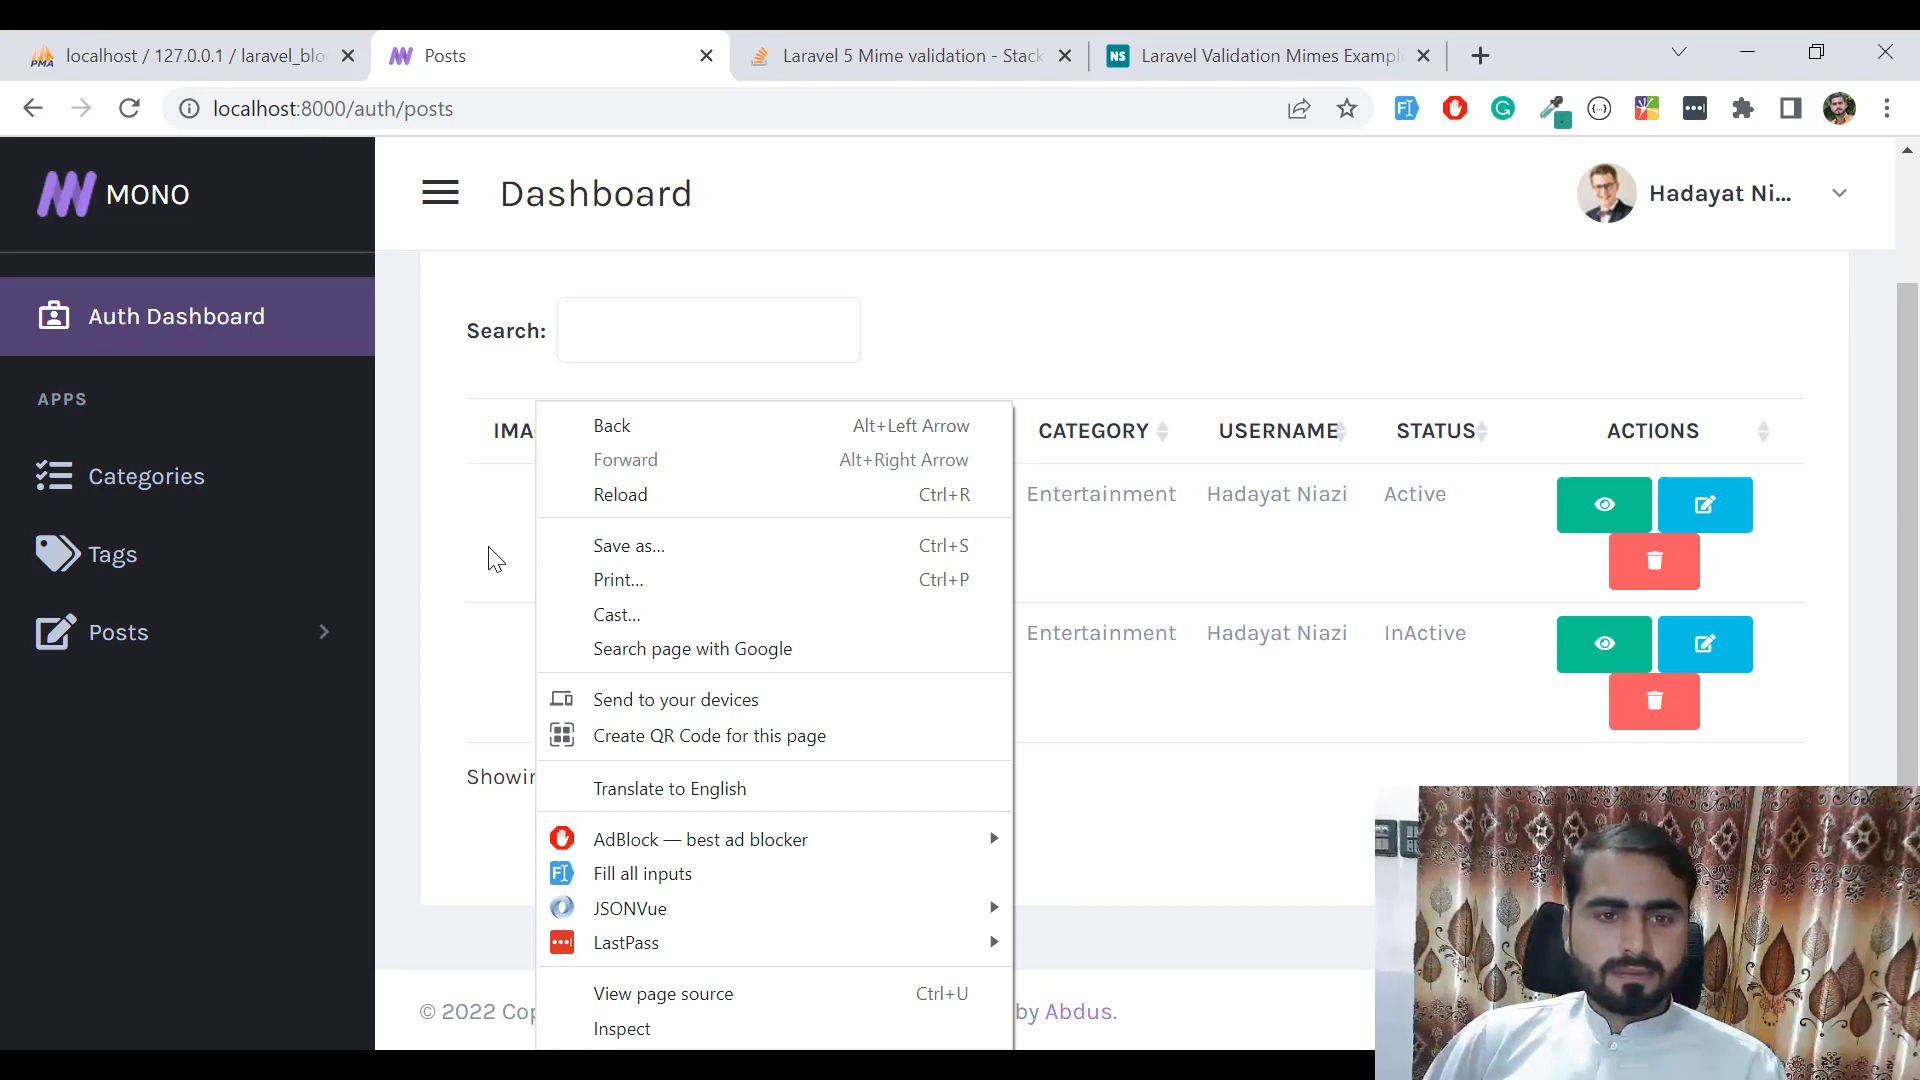 localhost / 127.0.0.1 / laravel_blo
Posts
Laravel 5 Mime validation - Stack
NS
Laravel Validation Mimes Exampl
localhost:8000/auth/posts
MONO
Dashboard
Hadayat Ni...
Auth Dashboard
Search:
APPS
IMA
CATEGORY
USERNAME
STATUS
ACTIONS
Back Alt+Left Arrow
Forward Alt+Right Arrow
Reload Ctrl+R
Save as... Ctrl+S
Print... Ctrl+P
Cast...
Search page with Google
Send to your devices
Create QR Code for this page
Translate to English
AdBlock — best ad blocker
Fill all inputs
JSONVue
LastPass
View page source Ctrl+U
Inspect
Categories
Tags
Posts
Entertainment Hadayat Niazi Active
Entertainment Hadayat Niazi InActive
Showin
© 2022 Cop
by Abdus.